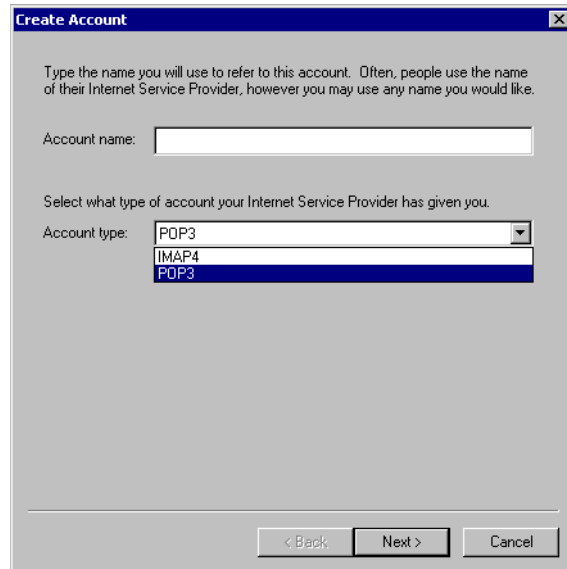 Create Account
Type the name you will use to refer to this account. Often, people use the name
of their Internet Service Provider, however you may use any name you would like.
Account name:
Select what type of account your Internet Service Provider has given you.
Account type: POP3
IMAP4
POP3
< Back Next > Cancel